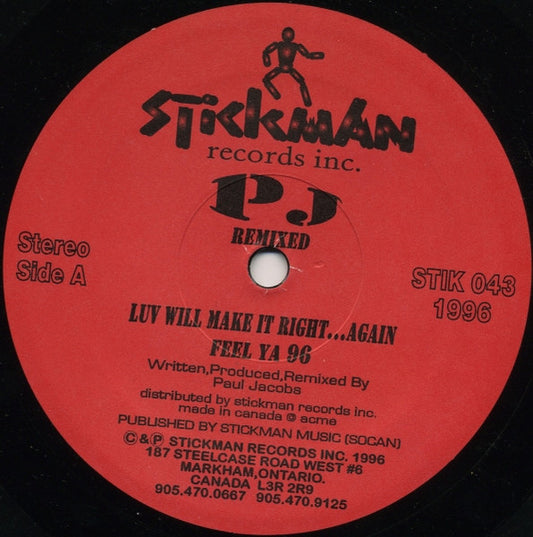 STICKMAN
records inc.
PJ
REMIXED
Stereo
Side A
STIK 043
1996
LUV WILL MAKE IT RIGHT...AGAIN
FEEL YA 96
Written,Produced,Remixed By
Paul Jacobs
distributed by stickman records inc.
made in canada @ acme
PUBLISHED BY STICKMAN MUSIC (SOCAN)
©&℗ STICKMAN RECORDS INC. 1996
187 STEELCASE ROAD WEST #6
MARKHAM,ONTARIO.
CANADA L3R 2R9
905.470.0667 905.470.9125